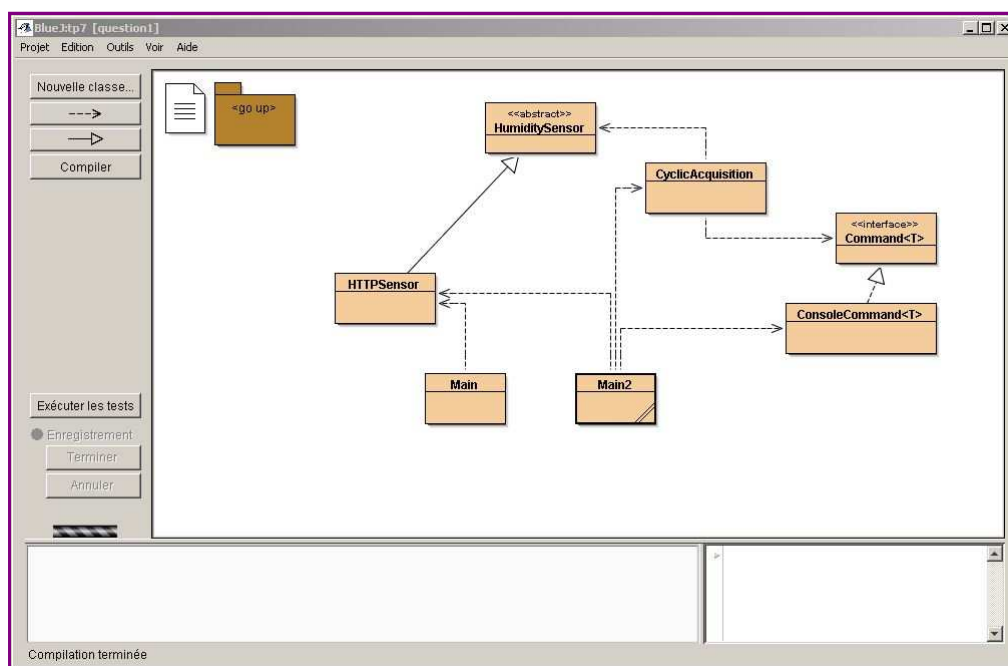 BlueJ:tp7 [question1]
Projet Edition Outils Voir Aide
Nouvelle classe...
Compiler
<go up>
<<abstract>>
HumiditySensor
CyclicAcquisition
<<interface>>
Command<T>
HTTPSensor
ConsoleCommand<T>
Main
Main2
Exécuter les tests
Enregistrement
Terminer
Annuler
Compilation terminée